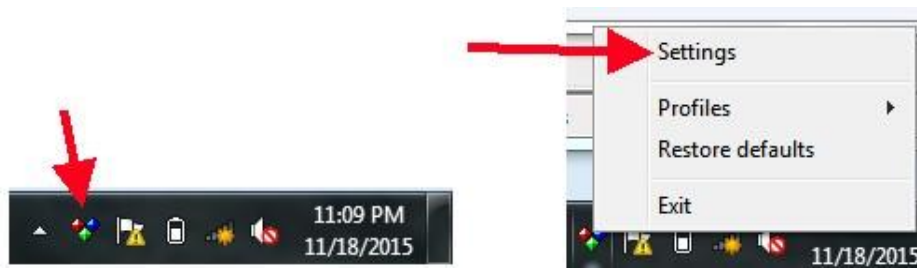 11:09 PM
11/18/2015
Settings
Profiles
Restore defaults
Exit
11/18/2015